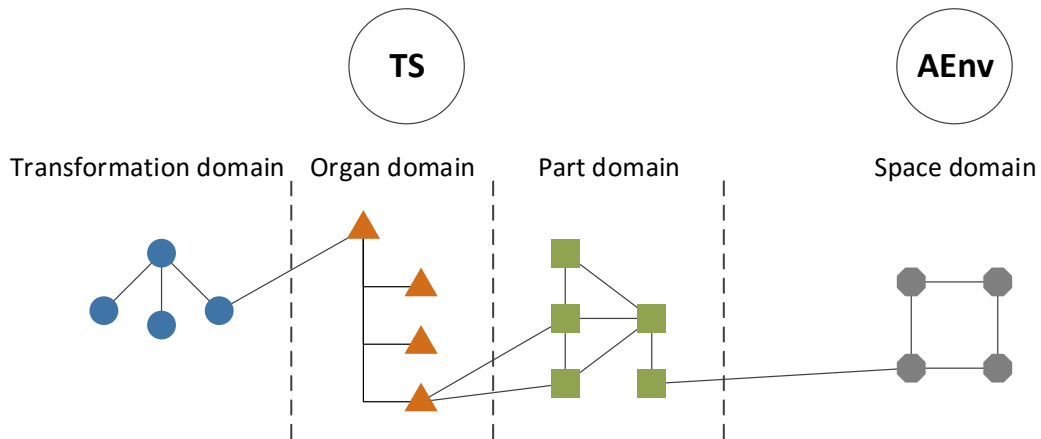 TS
AEnv
Transformation domain
Organ domain
Part domain
Space domain